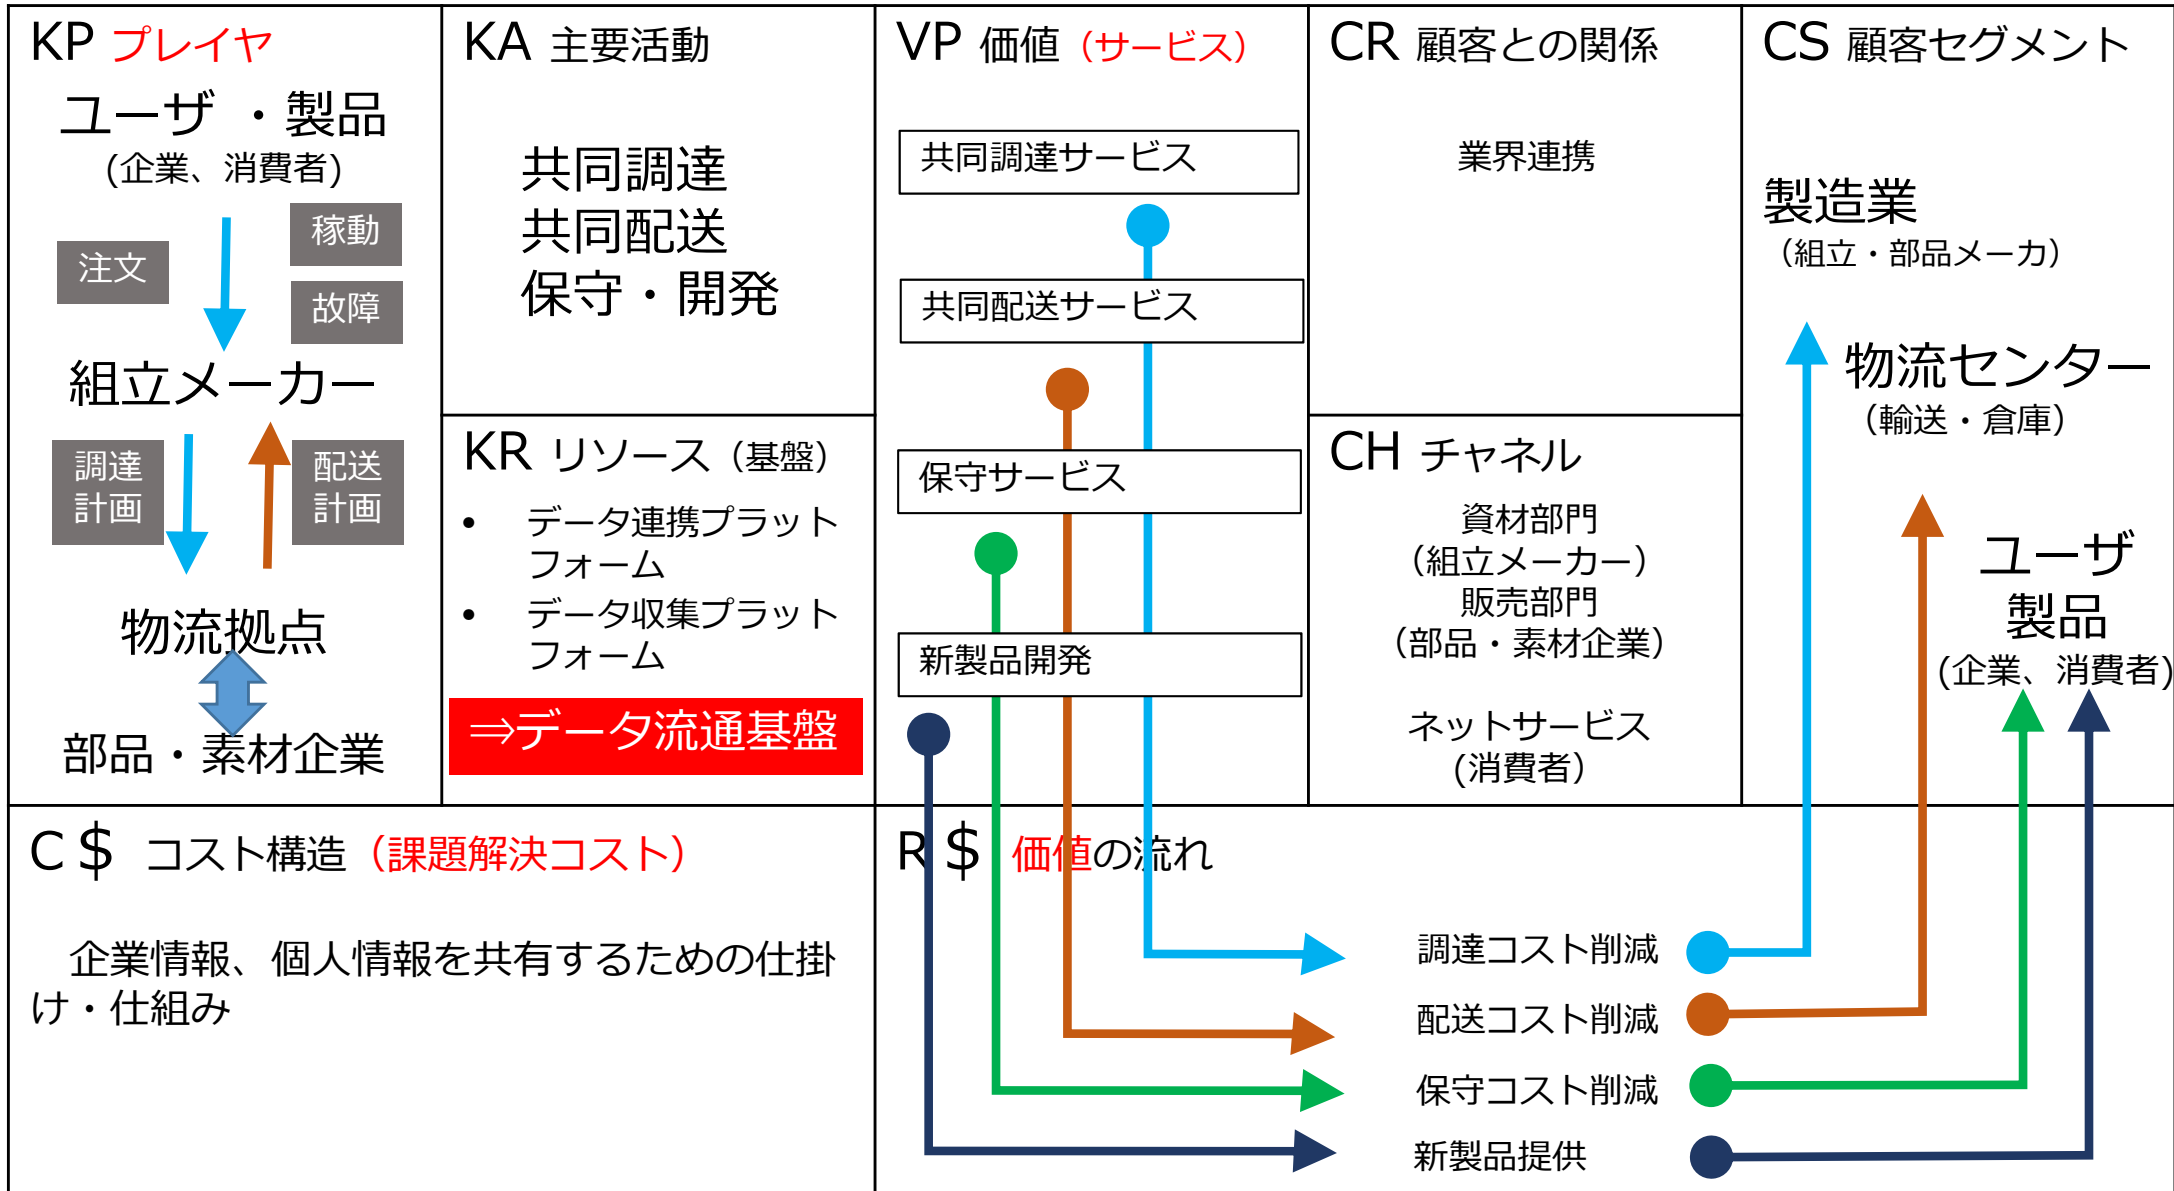 KP プレイヤ
ユーザ ・製品
(企業、消費者)
稼動
注文
故障
組立メーカー
調達
計画
配送
計画
物流拠点
部品・素材企業
KA 主要活動
共同調達
共同配送
保守・開発
KR リソース（基盤）
• データ連携プラット
フォーム
• データ収集プラット
フォーム
⇒データ流通基盤
VP 価値（サービス）
共同調達サービス
共同配送サービス
保守サービス
新製品開発
CR 顧客との関係
業界連携
CH チャネル
資材部門
（組立メーカー）
販売部門
（部品・素材企業）
ネットサービス
(消費者）
CS 顧客セグメント
製造業
（組立・部品メーカ）
物流センター
（輸送・倉庫）
ユーザ
製品
(企業、消費者)
C＄ コスト構造（課題解決コスト）
企業情報、個人情報を共有するための仕掛
け・仕組み
R＄ 価値の流れ
調達コスト削減
配送コスト削減
保守コスト削減
新製品提供